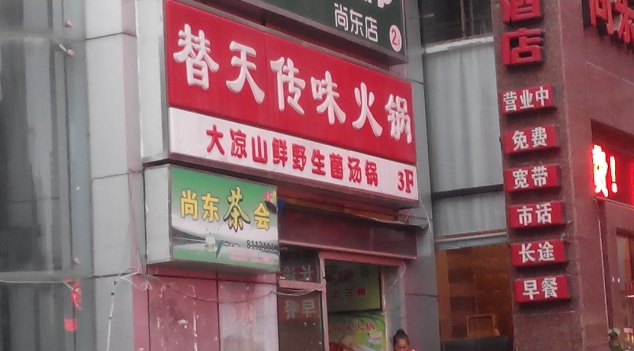 尚东店
2F
替天传味火锅
大凉山鲜野生菌汤锅 3F
尚东茶会
酒店
营业中
免费
宽带
市话
长途
早餐